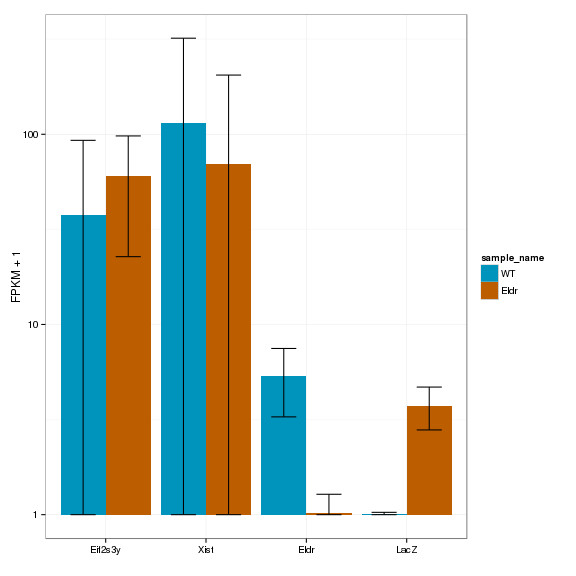 FPKM + 1
100
10
1
Eif2s3y Xist Eldr LacZ
sample_name
WT
Eldr